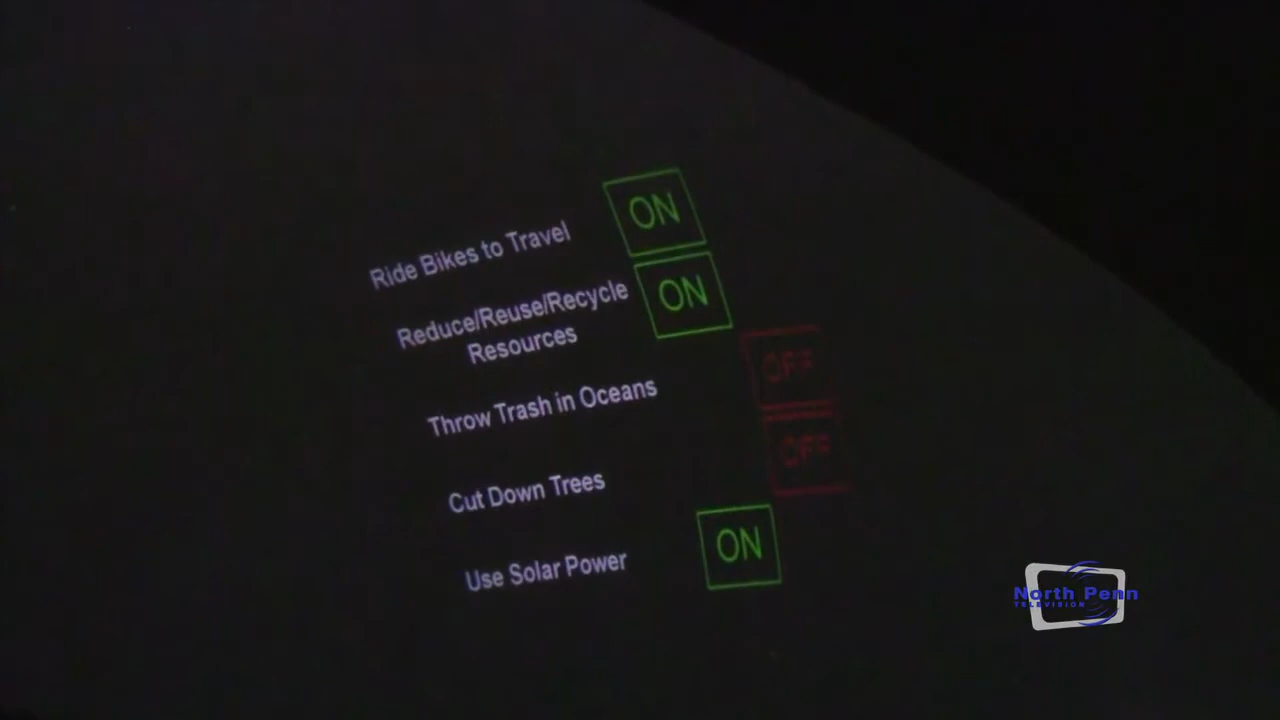 Ride Bikes to Travel ON
Reduce/Reuse/Recycle ON
Resources
Throw Trash in Oceans OFF
Cut Down Trees OFF
Use Solar Power ON
North Penn
TELEVISION